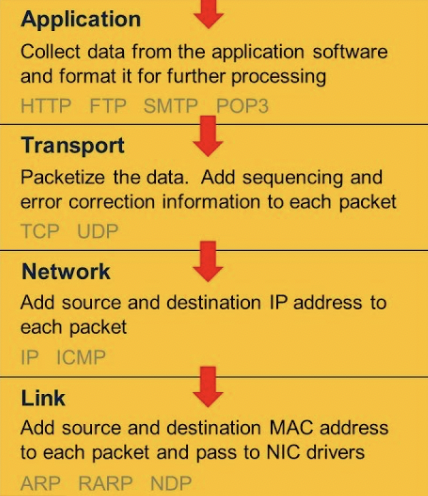 Application
Collect data from the application software
and format it for further processing
HTTP FTP SMTP POP3
Transport
Packetize the data. Add sequencing and
error correction information to each packet
TCP UDP
Network
Add source and destination IP address to
each packet
IP ICMP
Link
Add source and destination MAC address
to each packet and pass to NIC drivers
ARP RARP NDP